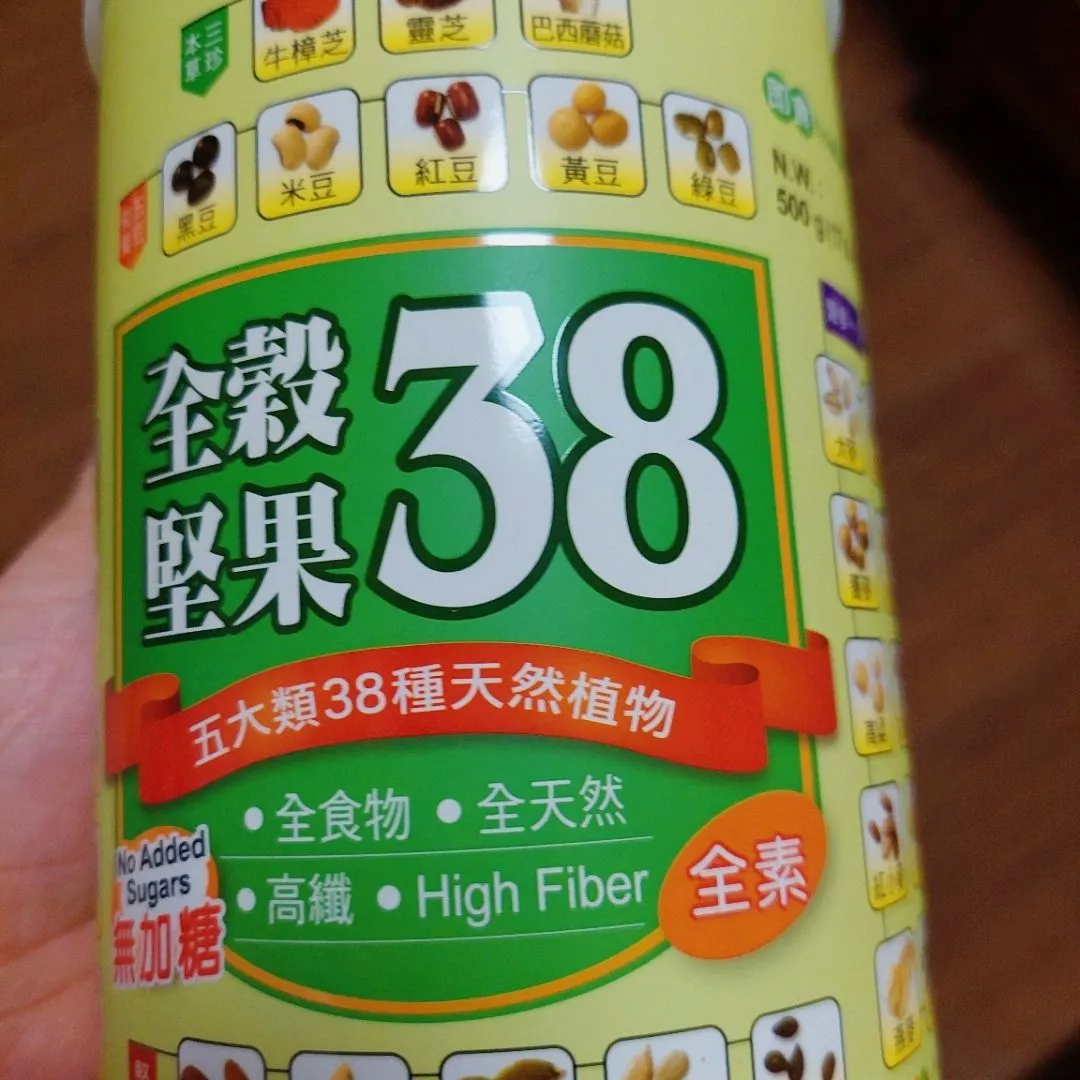 三珍
本草
牛樟芝
靈芝
巴西蘑菇
黑豆
米豆
紅豆
黃豆
綠豆
N.W.:
500 g
全穀
堅果
38
五大類38種天然植物
•全食物 •全天然
•高纖 •High Fiber
No Added
Sugars
無加糖
全素